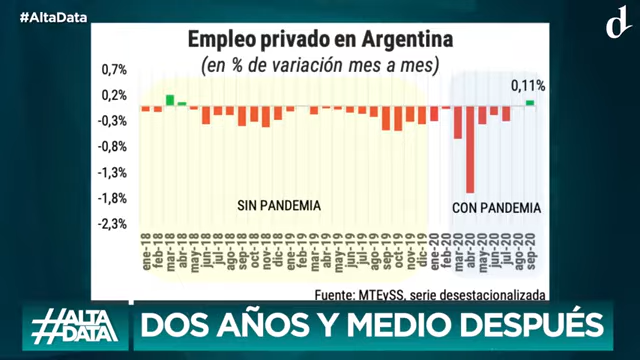 #AltaData
d
Empleo privado en Argentina
(en % de variación mes a mes)
0,7%
0,2%
-0,3%
-0,8%
-1,3%
-1,8%
-2,3%
0,11%
SIN PANDEMIA
CON PANDEMIA
ene-18
feb-18
mar-18
abr-18
may-18
jun-18
jul-18
ago-18
sep-18
oct-18
nov-18
dic-18
ene-19
feb-19
mar-19
abr-19
may-19
jun-19
jul-19
ago-19
sep-19
oct-19
nov-19
dic-19
ene-20
feb-20
mar-20
abr-20
may-20
jun-20
jul-20
ago-20
sep-20
Fuente: MTEySS, serie desestacionalizada
#ALTA
DATA
DOS AÑOS Y MEDIO DESPUÉS